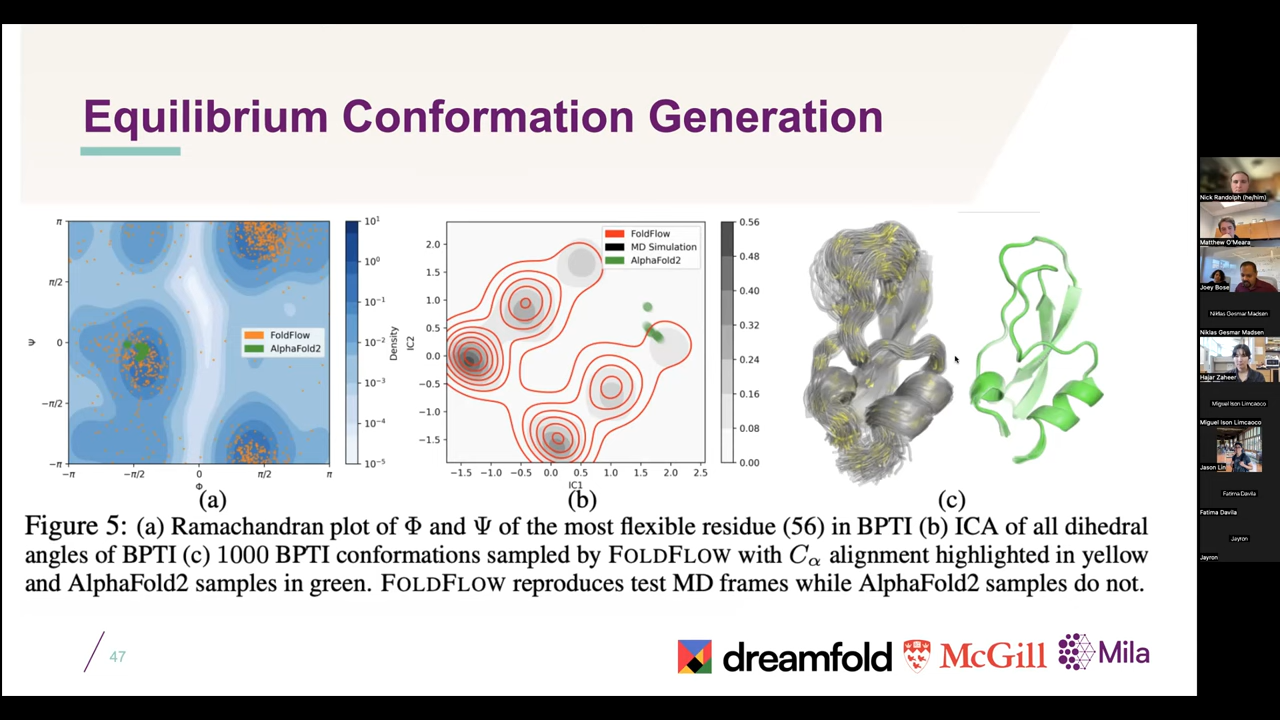 Equilibrium Conformation Generation
π
π/2
0
−π/2
−π
Ψ
−π
−π/2
0
π/2
π
Φ
FoldFlow
AlphaFold2
10¹
10⁰
10⁻¹
10⁻²
10⁻³
10⁻⁴
10⁻⁵
Density
(a)
IC2
2.0
1.5
1.0
0.5
0.0
−0.5
−1.0
−1.5
−1.5
−1.0
−0.5
0.0
0.5
1.0
1.5
2.0
2.5
IC1
FoldFlow
MD Simulation
AlphaFold2
0.56
0.48
0.40
0.32
0.24
0.16
0.08
0.00
(b)
(c)
Figure 5: (a) Ramachandran plot of Φ and Ψ of the most flexible residue (56) in BPTI (b) ICA of all dihedral
angles of BPTI (c) 1000 BPTI conformations sampled by FOLDFLOW with Cα alignment highlighted in yellow
and AlphaFold2 samples in green. FOLDFLOW reproduces test MD frames while AlphaFold2 samples do not.
47
dreamfold
McGill
Mila
Nick Randolph (he/him)
Matthew O'Meara
Joey Bose
Niklas Gesmar Madsen
Niklas Gesmar Madsen
Hajar Zaheer
Miguel Ison Limcaoco
Miguel Ison Limcaoco
Jason Lin
Fatima Davila
Fatima Davila
Jayron
Jayron